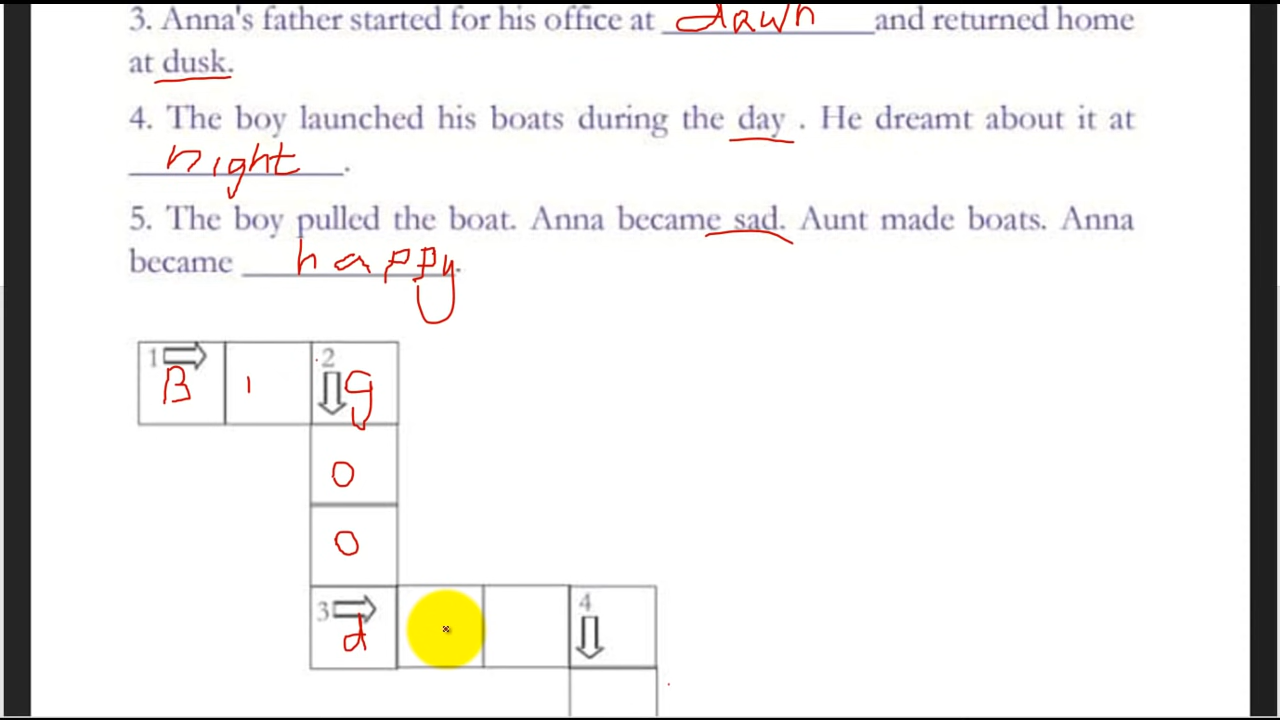 3. Anna's father started for his office at dawn and returned home
at dusk.
4. The boy launched his boats during the day . He dreamt about it at
night.
5. The boy pulled the boat. Anna became sad. Aunt made boats. Anna
became happy.
1 B i 2 g
o
o
3 d 4